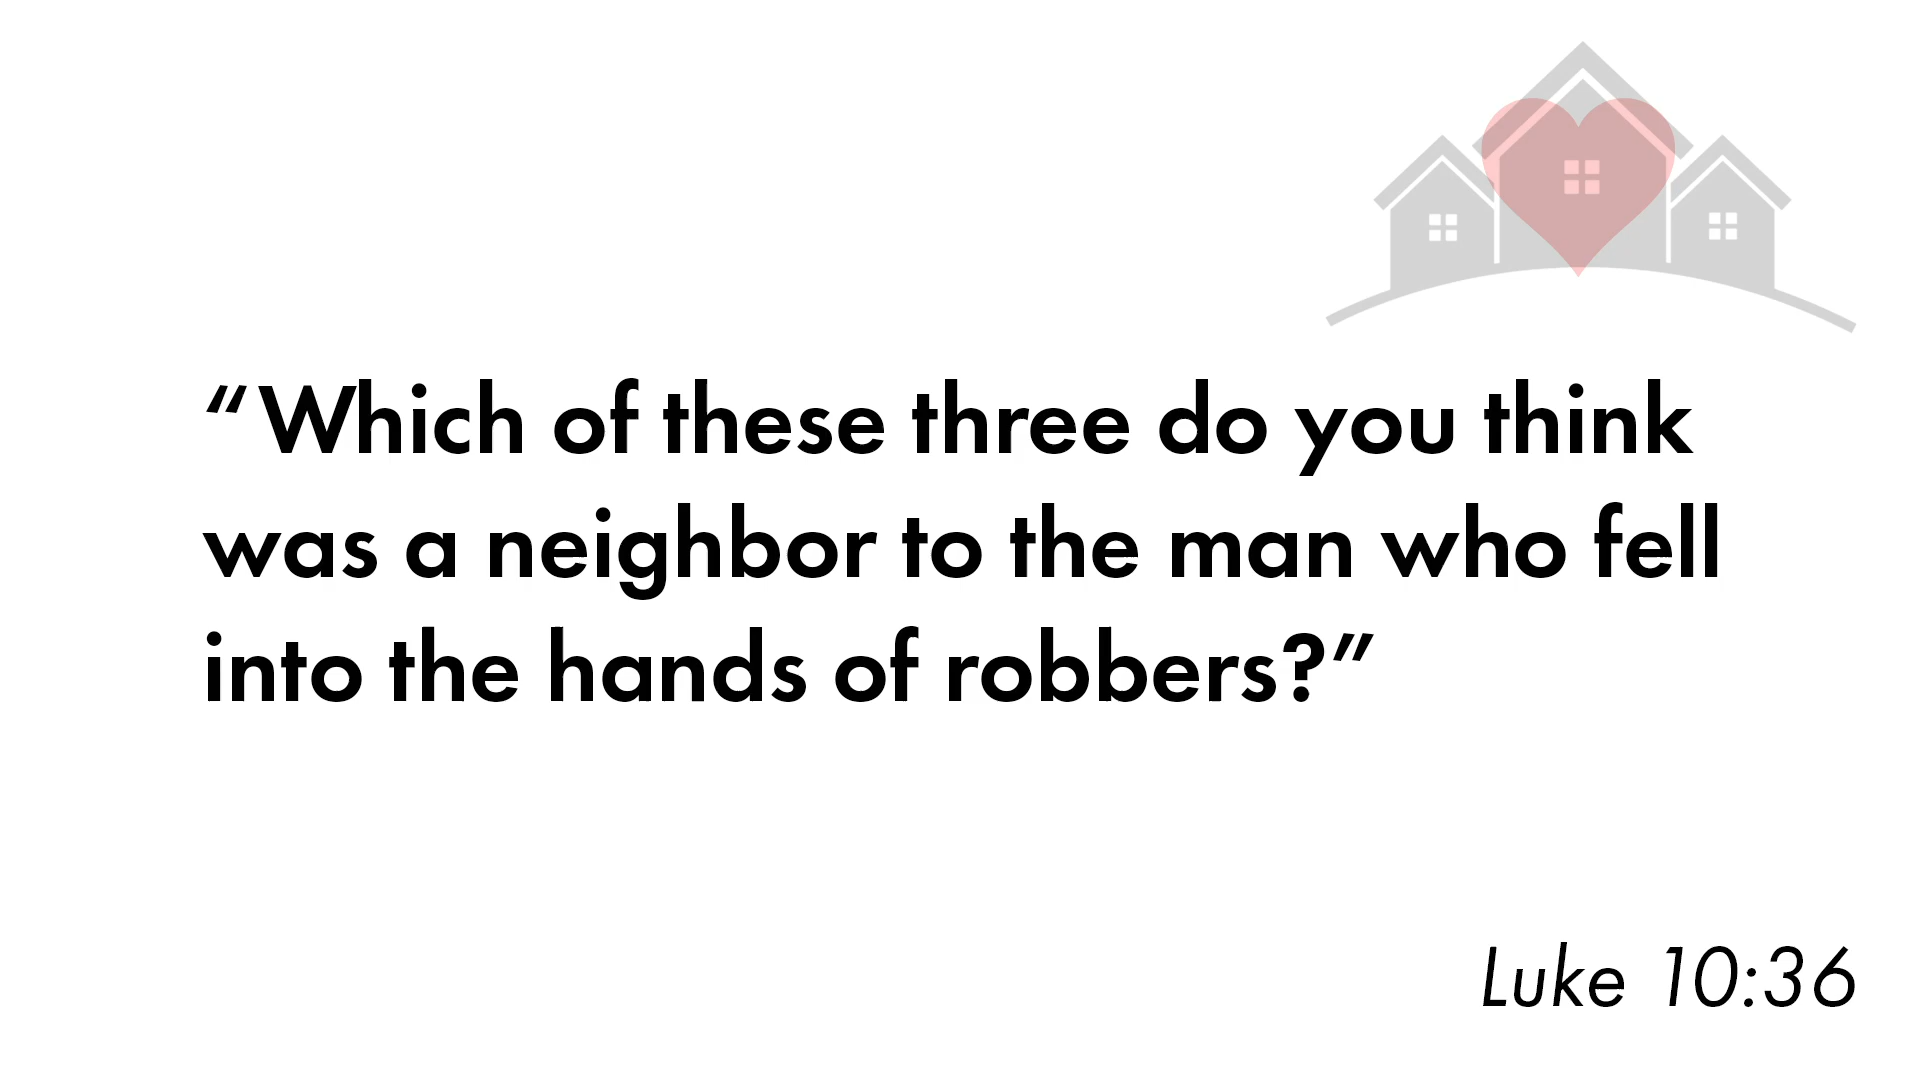 “Which of these three do you think
was a neighbor to the man who fell
into the hands of robbers?”
Luke 10:36